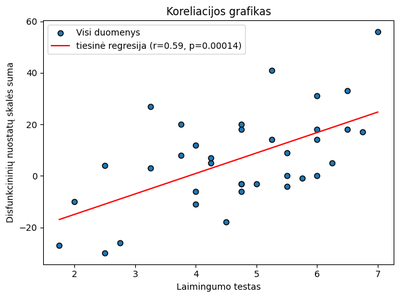 Koreliacijos grafikas
Visi duomenys
tiesinė regresija (r=0.59, p=0.00014)
Disfunkcininių nuostatų skalės suma
60
40
20
0
−20
2
3
4
5
6
7
Laimingumo testas